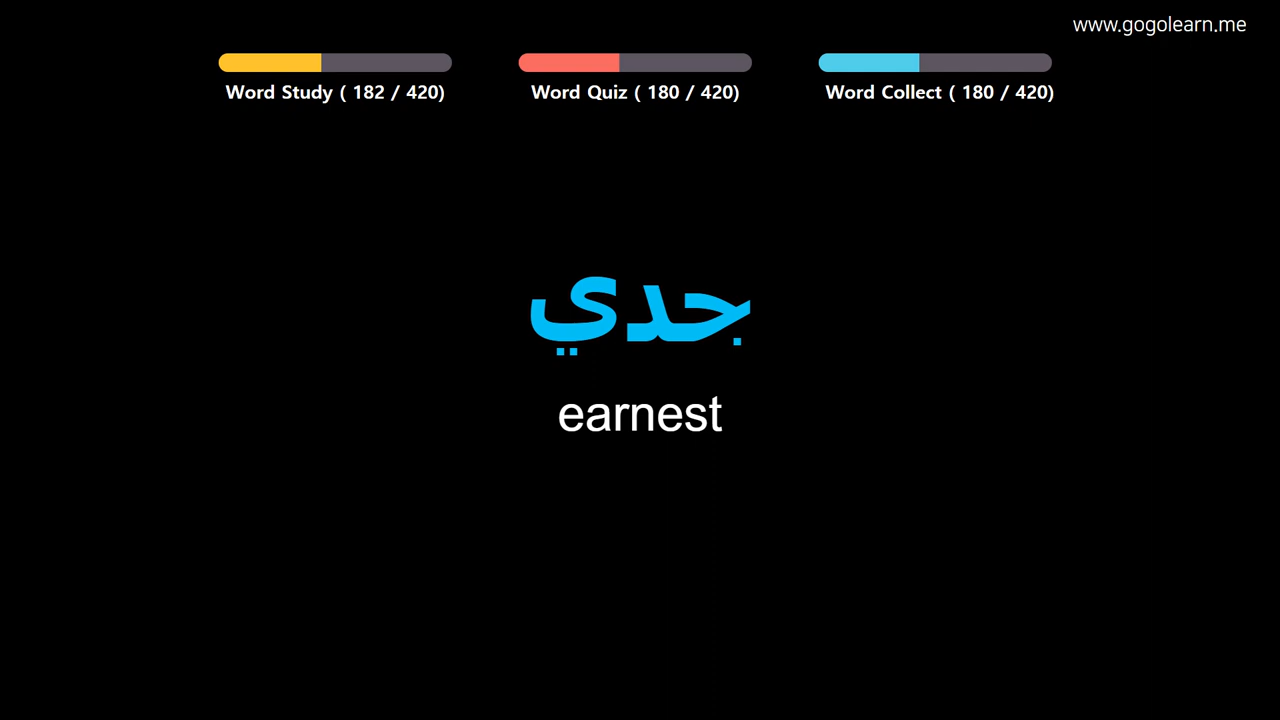 www.gogolearn.me
Word Study ( 182 / 420)
Word Quiz ( 180 / 420)
Word Collect ( 180 / 420)
جدي
earnest